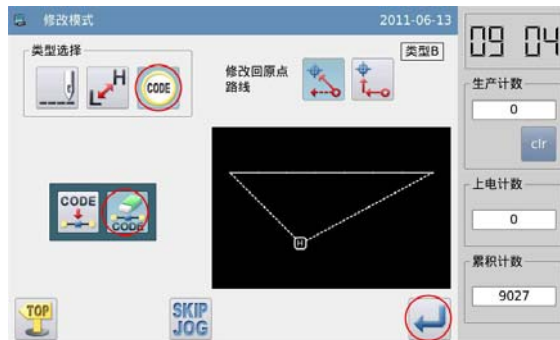 修改模式 2011-06-13
类型选择
类型B
L H
CODE
修改回原点
路线
CODE
CODE
H
TOP
SKIP
JOG
09 04
生产计数
0
clr
上电计数
0
累积计数
9027